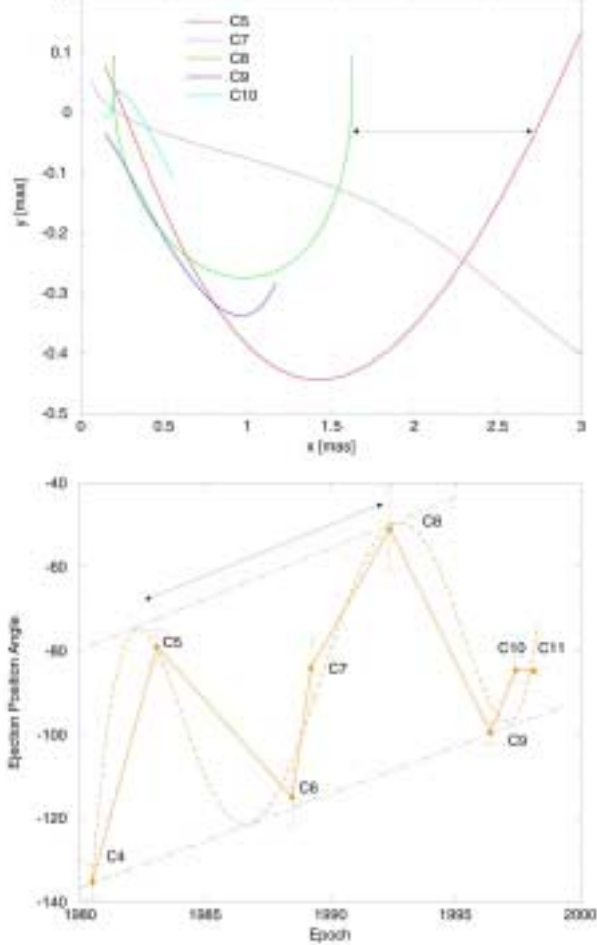 C5
C7
C8
C9
C10
0.1
0
-0.1
-0.2
-0.3
-0.4
-0.5
y [mas]
0 0.5 1 1.5 2 2.5 3
x [mas]
-40
-60
-80
-100
-120
-140
Ejection Position Angle
C8
C5
C7
C10 C11
C9
C6
C4
1980 1985 1990 1995 2000
Epoch